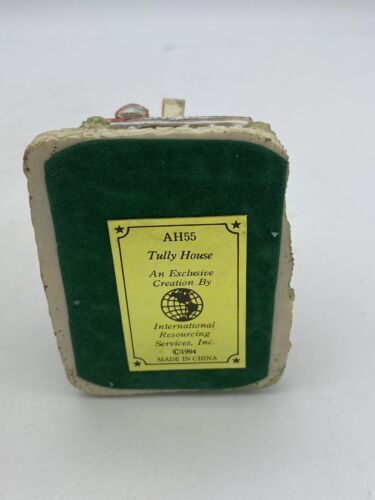 AH55
Tully House
An Exclusive
Creation By
International
Resourcing
Services, Inc.
©1994
MADE IN CHINA